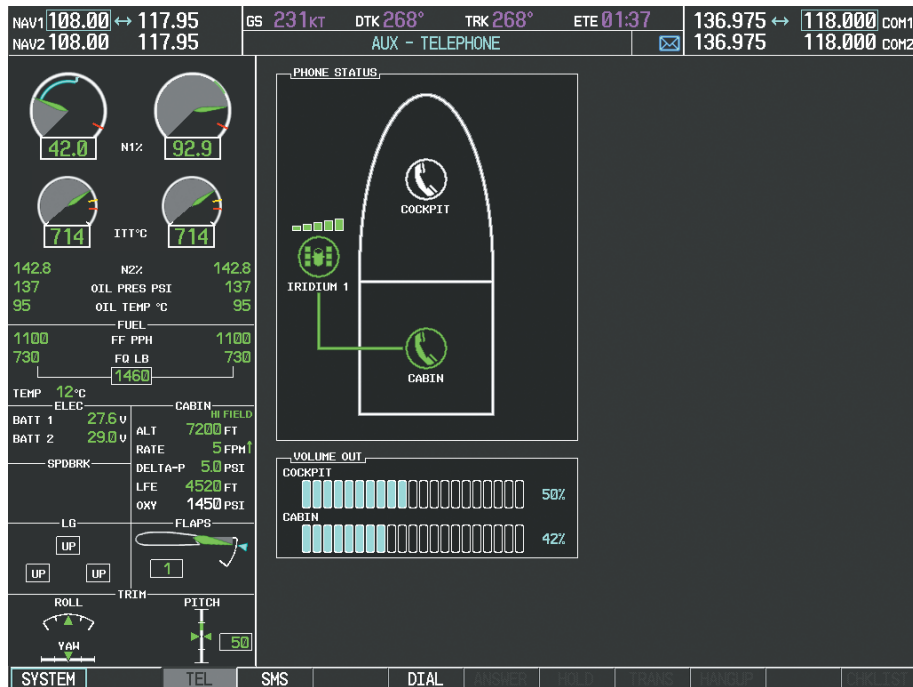 NAV1 108.00 ↔ 117.95
NAV2 108.00 117.95
GS 231KT DTK 268° TRK 268° ETE 01:37
AUX - TELEPHONE
136.975 ↔ 118.000 COM1
136.975 118.000 COM2
42.0 N1% 92.9
714 ITT°C 714
142.8 N2% 142.8
137 OIL PRES PSI 137
95 OIL TEMP °C 95
FUEL
1100 FF PPH 1100
730 FQ LB 730
1460
TEMP 12°C
ELEC
BATT 1 27.6 V
BATT 2 29.0 V
CABIN
HI FIELD
ALT 7200 FT
RATE 5 FPM↑
DELTA-P 5.0 PSI
LFE 4520 FT
OXY 1450 PSI
SPDBRK
LG
UP
UP UP
FLAPS
1
TRIM
ROLL
YAW
PITCH
50
PHONE STATUS
COCKPIT
IRIDIUM 1
CABIN
VOLUME OUT
COCKPIT
50%
CABIN
42%
SYSTEM TEL SMS DIAL ANSWER HOLD TRANS HANGUP CHKLIST